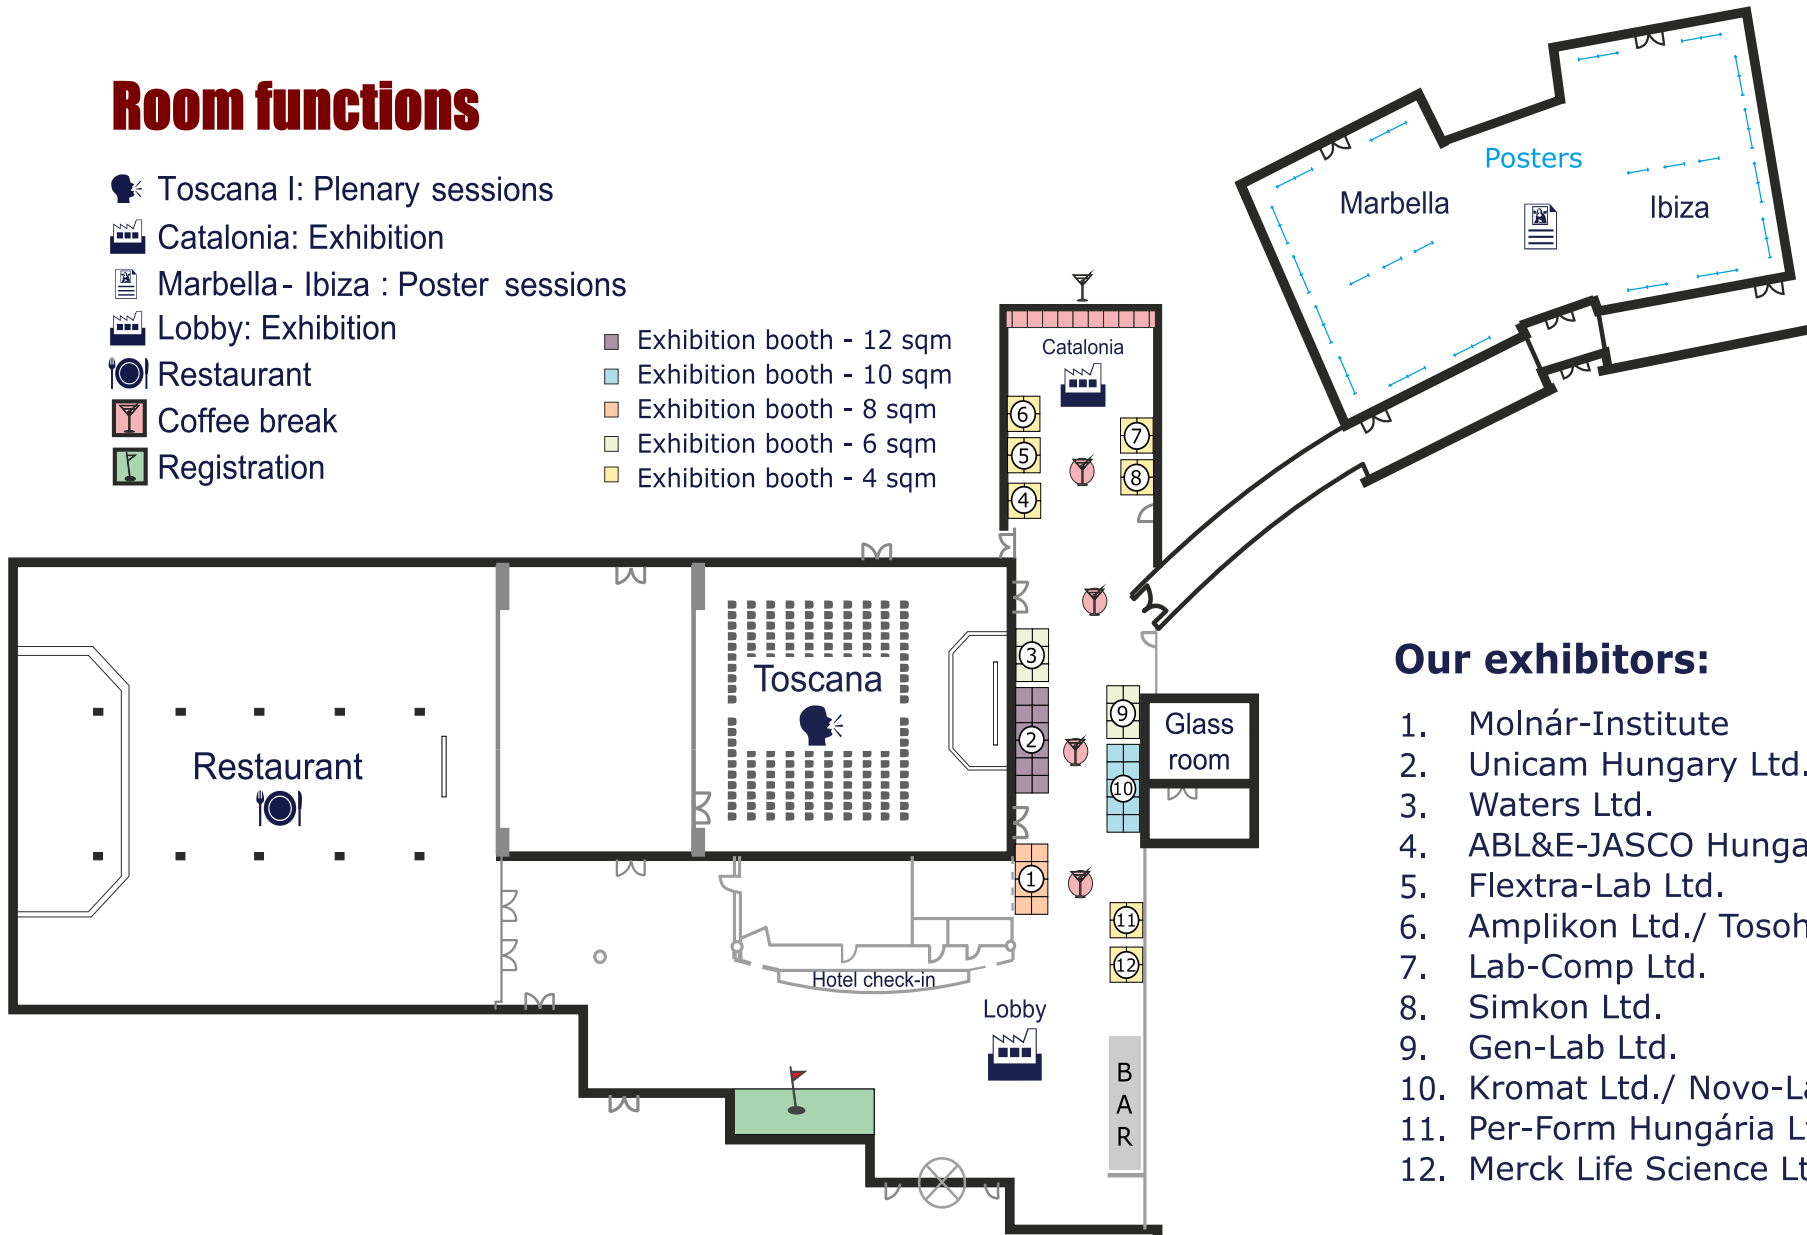 Room functions
Toscana I: Plenary sessions
Catalonia: Exhibition
Marbella - Ibiza : Poster sessions
Lobby: Exhibition
Restaurant
Coffee break
Registration
Exhibition booth - 12 sqm
Exhibition booth - 10 sqm
Exhibition booth - 8 sqm
Exhibition booth - 6 sqm
Exhibition booth - 4 sqm
Posters
Marbella
Ibiza
Catalonia
6
7
5
8
4
3
Toscana
2
9
Glass
room
10
Restaurant
1
11
12
Hotel check-in
Lobby
BAR
Our exhibitors:
1. Molnár-Institute
2. Unicam Hungary Ltd.
3. Waters Ltd.
4. ABL&E-JASCO Hunga
5. Flextra-Lab Ltd.
6. Amplikon Ltd./ Tosoh
7. Lab-Comp Ltd.
8. Simkon Ltd.
9. Gen-Lab Ltd.
10. Kromat Ltd./ Novo-La
11. Per-Form Hungária Lt
12. Merck Life Science Lt